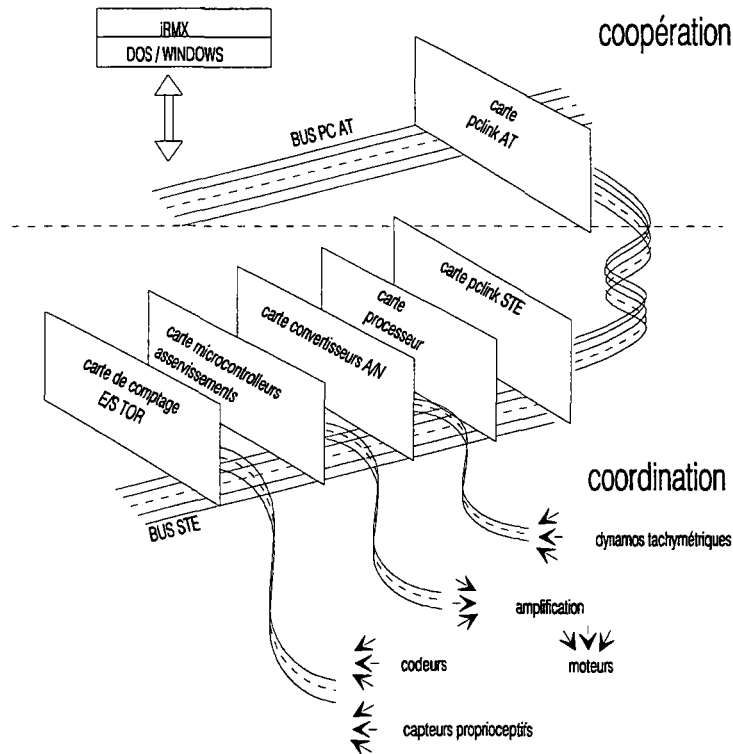 iRMX
DOS / WINDOWS
coopération
carte
pclink AT
BUS PC AT
carte pclink STE
carte
processeur
carte convertisseurs A/N
carte microcontrolleurs
asservissements
carte de comptage
E/S TOR
BUS STE
coordination
dynamos tachymétriques
amplification
moteurs
codeurs
capteurs proprioceptifs